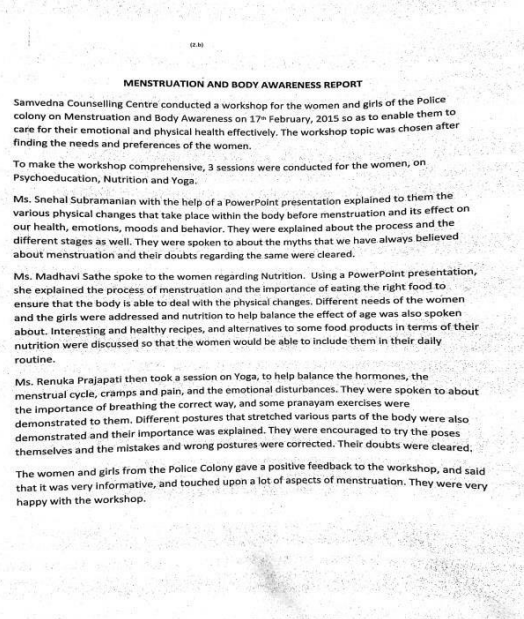 (2.b)
MENSTRUATION AND BODY AWARENESS REPORT
Samvedna Counselling Centre conducted a workshop for the women and girls of the Police
colony on Menstruation and Body Awareness on 17th February, 2015 so as to enable them to
care for their emotional and physical health effectively. The workshop topic was chosen after
finding the needs and preferences of the women.
To make the workshop comprehensive, 3 sessions were conducted for the women, on
Psychoeducation, Nutrition and Yoga.
Ms. Snehal Subramanian with the help of a PowerPoint presentation explained to them the
various physical changes that take place within the body before menstruation and its effect on
our health, emotions, moods and behavior. They were explained about the process and the
different stages as well. They were spoken to about the myths that we have always believed
about menstruation and their doubts regarding the same were cleared.
Ms. Madhavi Sathe spoke to the women regarding Nutrition. Using a PowerPoint presentation,
she explained the process of menstruation and the importance of eating the right food to
ensure that the body is able to deal with the physical changes. Different needs of the women
and the girls were addressed and nutrition to help balance the effect of age was also spoken
about. Interesting and healthy recipes, and alternatives to some food products in terms of their
nutrition were discussed so that the women would be able to include them in their daily
routine.
Ms. Renuka Prajapati then took a session on Yoga, to help balance the hormones, the
menstrual cycle, cramps and pain, and the emotional disturbances. They were spoken to about
the importance of breathing the correct way, and some pranayam exercises were
demonstrated to them. Different postures that stretched various parts of the body were also
demonstrated and their importance was explained. They were encouraged to try the poses
themselves and the mistakes and wrong postures were corrected. Their doubts were cleared.
The women and girls from the Police Colony gave a positive feedback to the workshop, and said
that it was very informative, and touched upon a lot of aspects of menstruation. They were very
happy with the workshop.